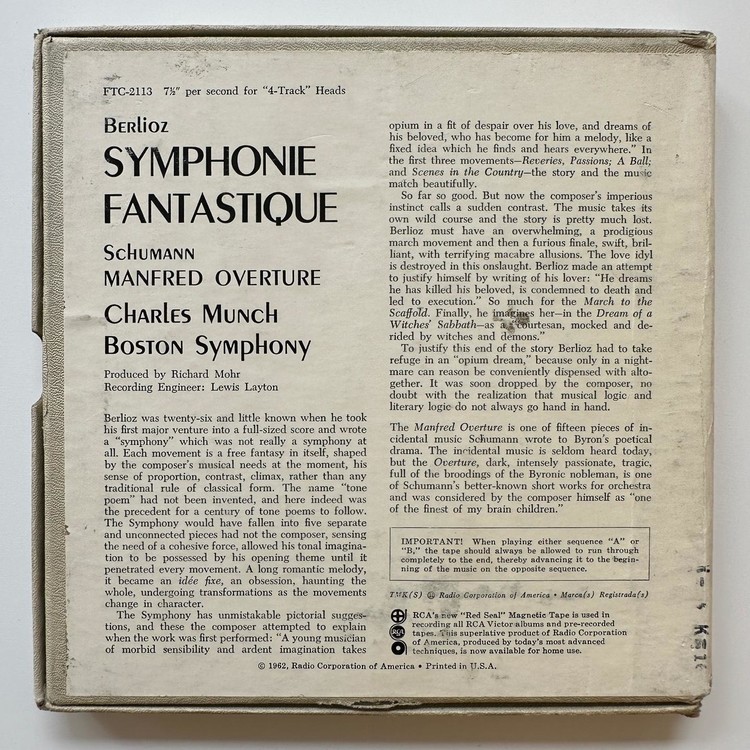 FTC-2113 7½" per second for "4-Track" Heads
Berlioz
SYMPHONIE
FANTASTIQUE
Schumann
MANFRED OVERTURE
Charles Munch
Boston Symphony
Produced by Richard Mohr
Recording Engineer: Lewis Layton
Berlioz was twenty-six and little known when he took
his first major venture into a full-sized score and wrote
a "symphony" which was not really a symphony at
all. Each movement is a free fantasy in itself, shaped
by the composer's musical needs at the moment, his
sense of proportion, contrast, climax, rather than any
traditional rule of classical form. The name "tone
poem" had not been invented, and here indeed was
the precedent for a century of tone poems to follow.
The Symphony would have fallen into five separate
and unconnected pieces had not the composer, sensing
the need of a cohesive force, allowed his tonal imagina-
tion to be possessed by his opening theme until it
penetrated every movement. A long romantic melody,
it became an idée fixe, an obsession, haunting the
whole, undergoing transformations as the movements
change in character.
The Symphony has unmistakable pictorial sugges-
tions, and these the composer attempted to explain
when the work was first performed: "A young musician
of morbid sensibility and ardent imagination takes
opium in a fit of despair over his love, and dreams of
his beloved, who has become for him a melody, like a
fixed idea which he finds and hears everywhere." In
the first three movements—Reveries, Passions; A Ball;
and Scenes in the Country—the story and the music
match beautifully.
So far so good. But now the composer's imperious
instinct calls a sudden contrast. The music takes its
own wild course and the story is pretty much lost.
Berlioz must have an overwhelming, a prodigious
march movement and then a furious finale, swift, bril-
liant, with terrifying macabre allusions. The love idyl
is destroyed in this onslaught. Berlioz made an attempt
to justify himself by writing of his lover: "He dreams
he has killed his beloved, is condemned to death and
led to execution." So much for the March to the
Scaffold. Finally, he imagines her—in the Dream of a
Witches' Sabbath—as a courtesan, mocked and de-
rided by witches and demons."
To justify this end of the story Berlioz had to take
refuge in an "opium dream," because only in a night-
mare can reason be conveniently dispensed with alto-
gether. It was soon dropped by the composer, no
doubt with the realization that musical logic and
literary logic do not always go hand in hand.
The Manfred Overture is one of fifteen pieces of in-
cidental music Schumann wrote to Byron's poetical
drama. The incidental music is seldom heard today,
but the Overture, dark, intensely passionate, tragic,
full of the broodings of the Byronic nobleman, is one
of Schumann's better-known short works for orchestra
and was considered by the composer himself as "one
of the finest of my brain children."
IMPORTANT! When playing either sequence "A" or
"B," the tape should always be allowed to run through
completely to the end, thereby advancing it to the begin-
ning of the music on the opposite sequence.
TMK(S) ® Radio Corporation of America • Marca(s) Registrada(s)
RCA
RCA's new "Red Seal" Magnetic Tape is used in
recording all RCA Victor albums and pre-recorded
tapes. This superlative product of Radio Corporation
of America, produced by today's most advanced
techniques, is now available for home use.
© 1962, Radio Corporation of America • Printed in U.S.A.